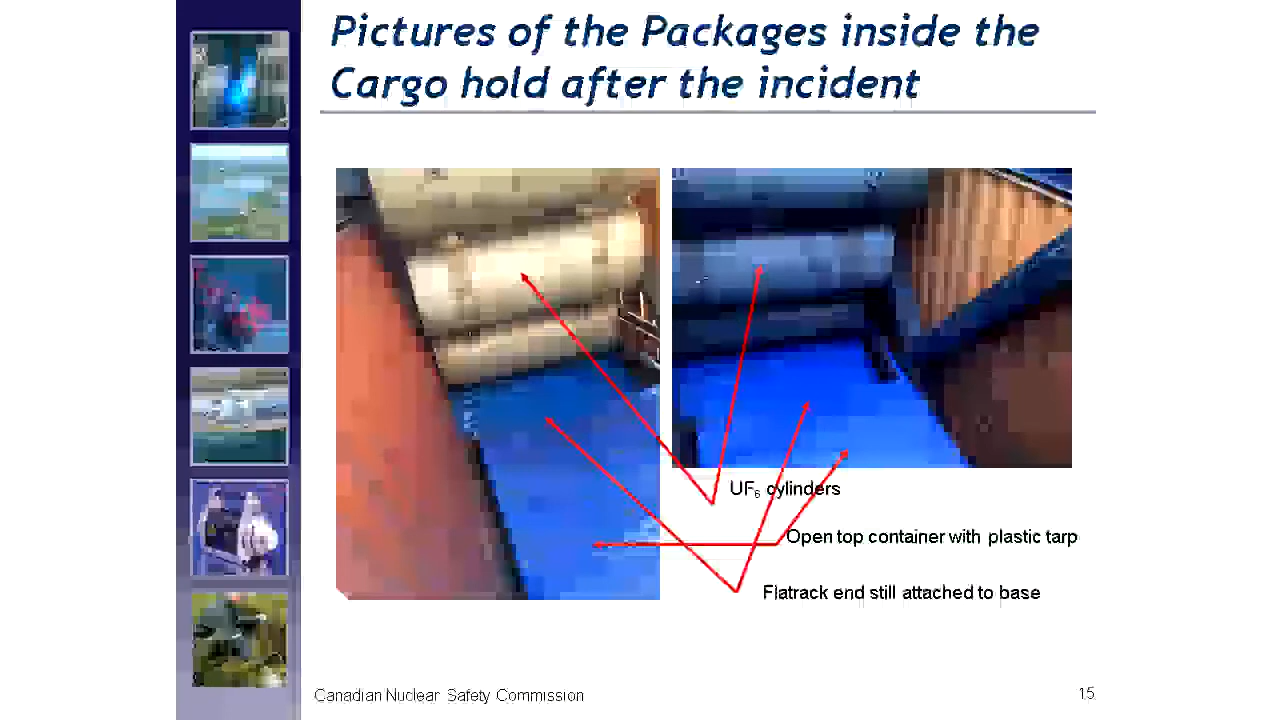 Pictures of the Packages inside the
Cargo hold after the incident
UF₆ cylinders
Open top container with plastic tarp
Flatrack end still attached to base
Canadian Nuclear Safety Commission
15